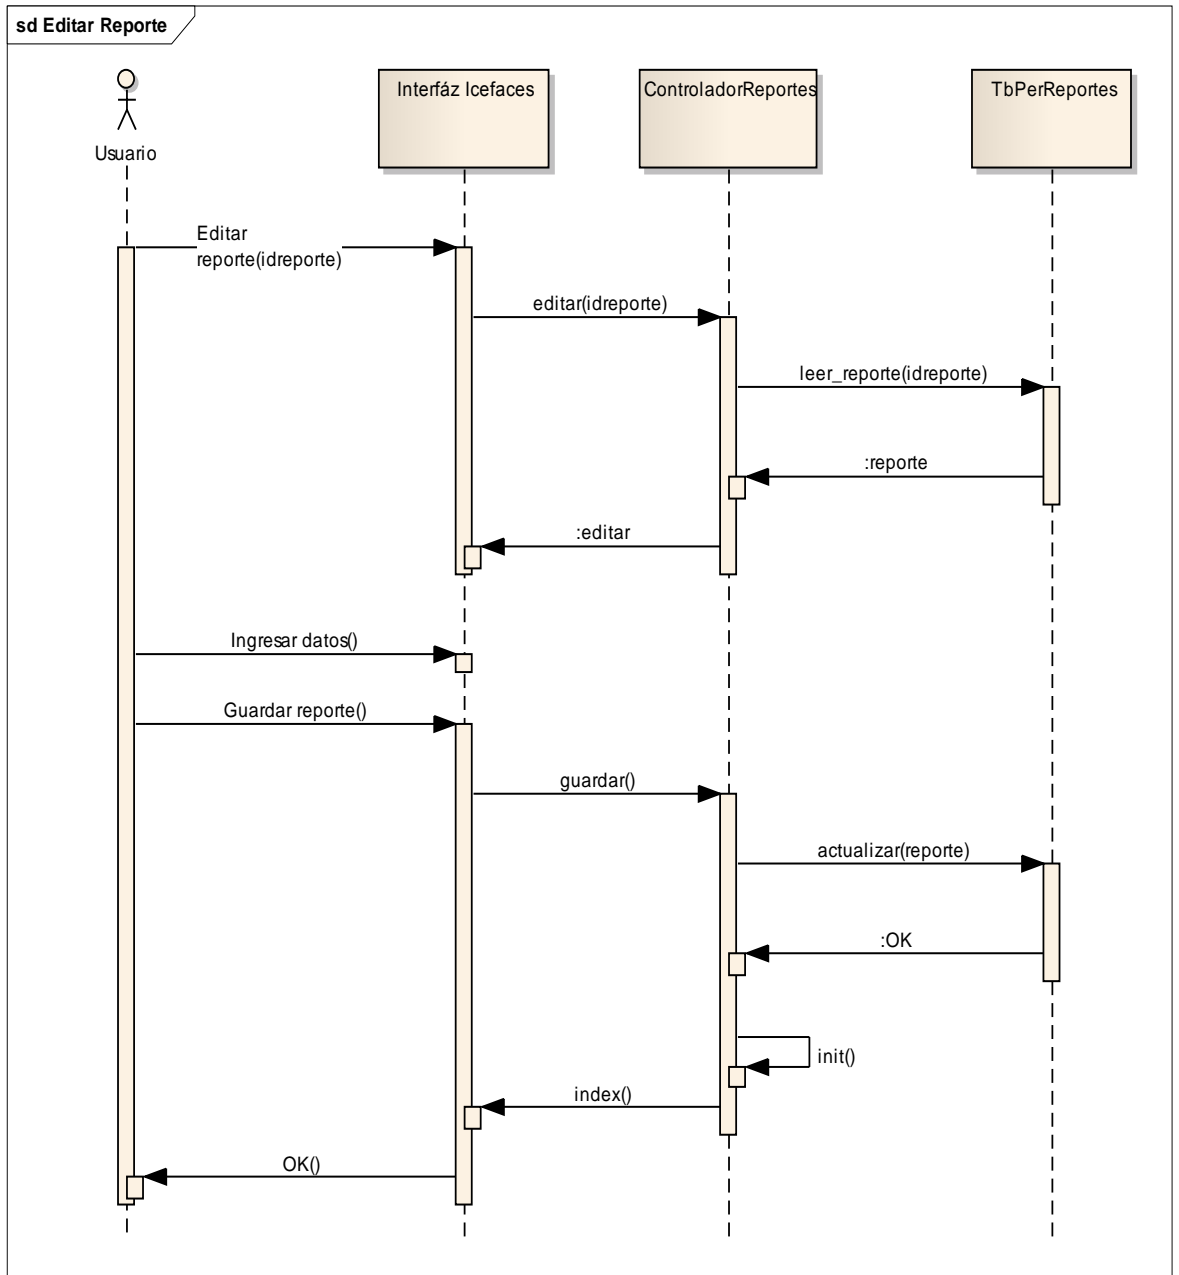 sd Editar Reporte
Usuario
Interfáz Icefaces
ControladorReportes
TbPerReportes
Editar
reporte(idreporte)
editar(idreporte)
leer_reporte(idreporte)
:reporte
:editar
Ingresar datos()
Guardar reporte()
guardar()
actualizar(reporte)
:OK
init()
index()
OK()